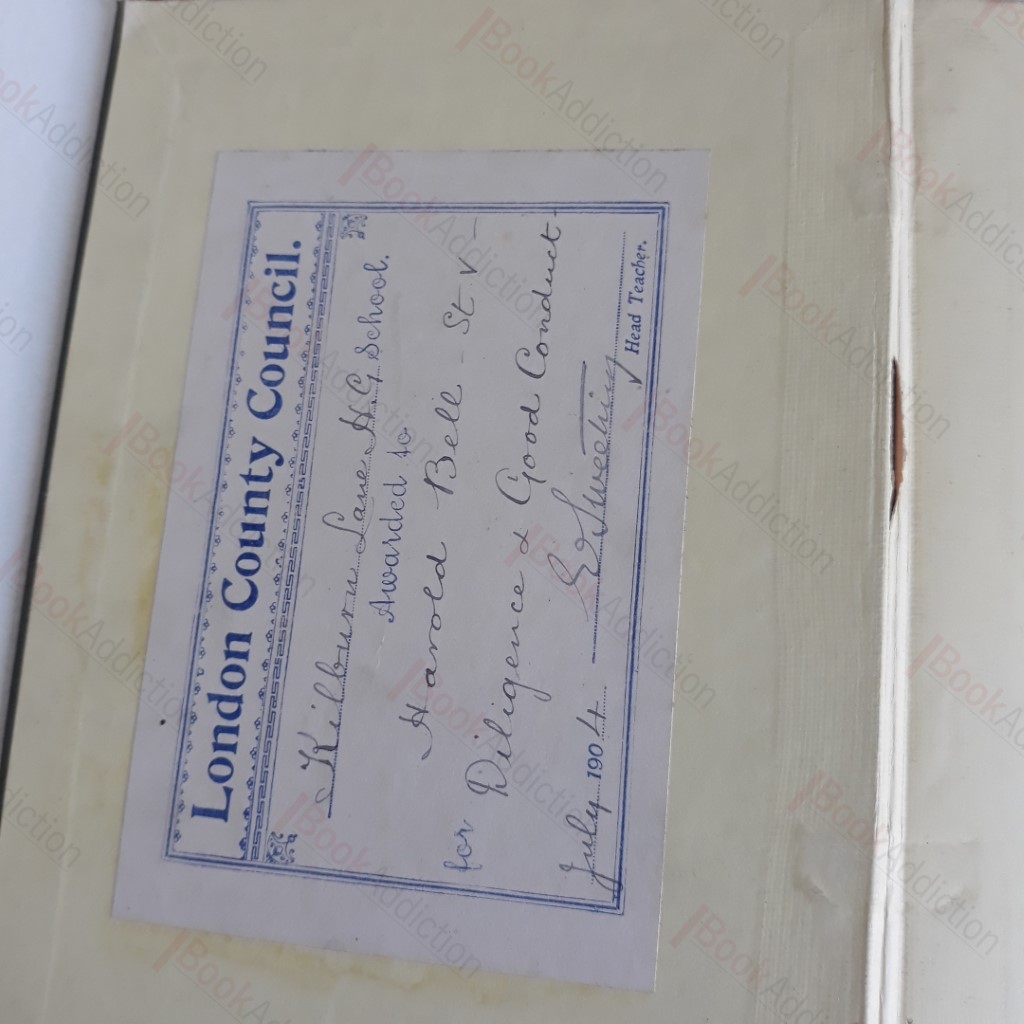 London County Council.
Kilburn Lane H.G. School.
Awarded to
Harold Bell - St. V -
for Diligence & Good Conduct -
July 1904
Head Teacher.
BookAddiction